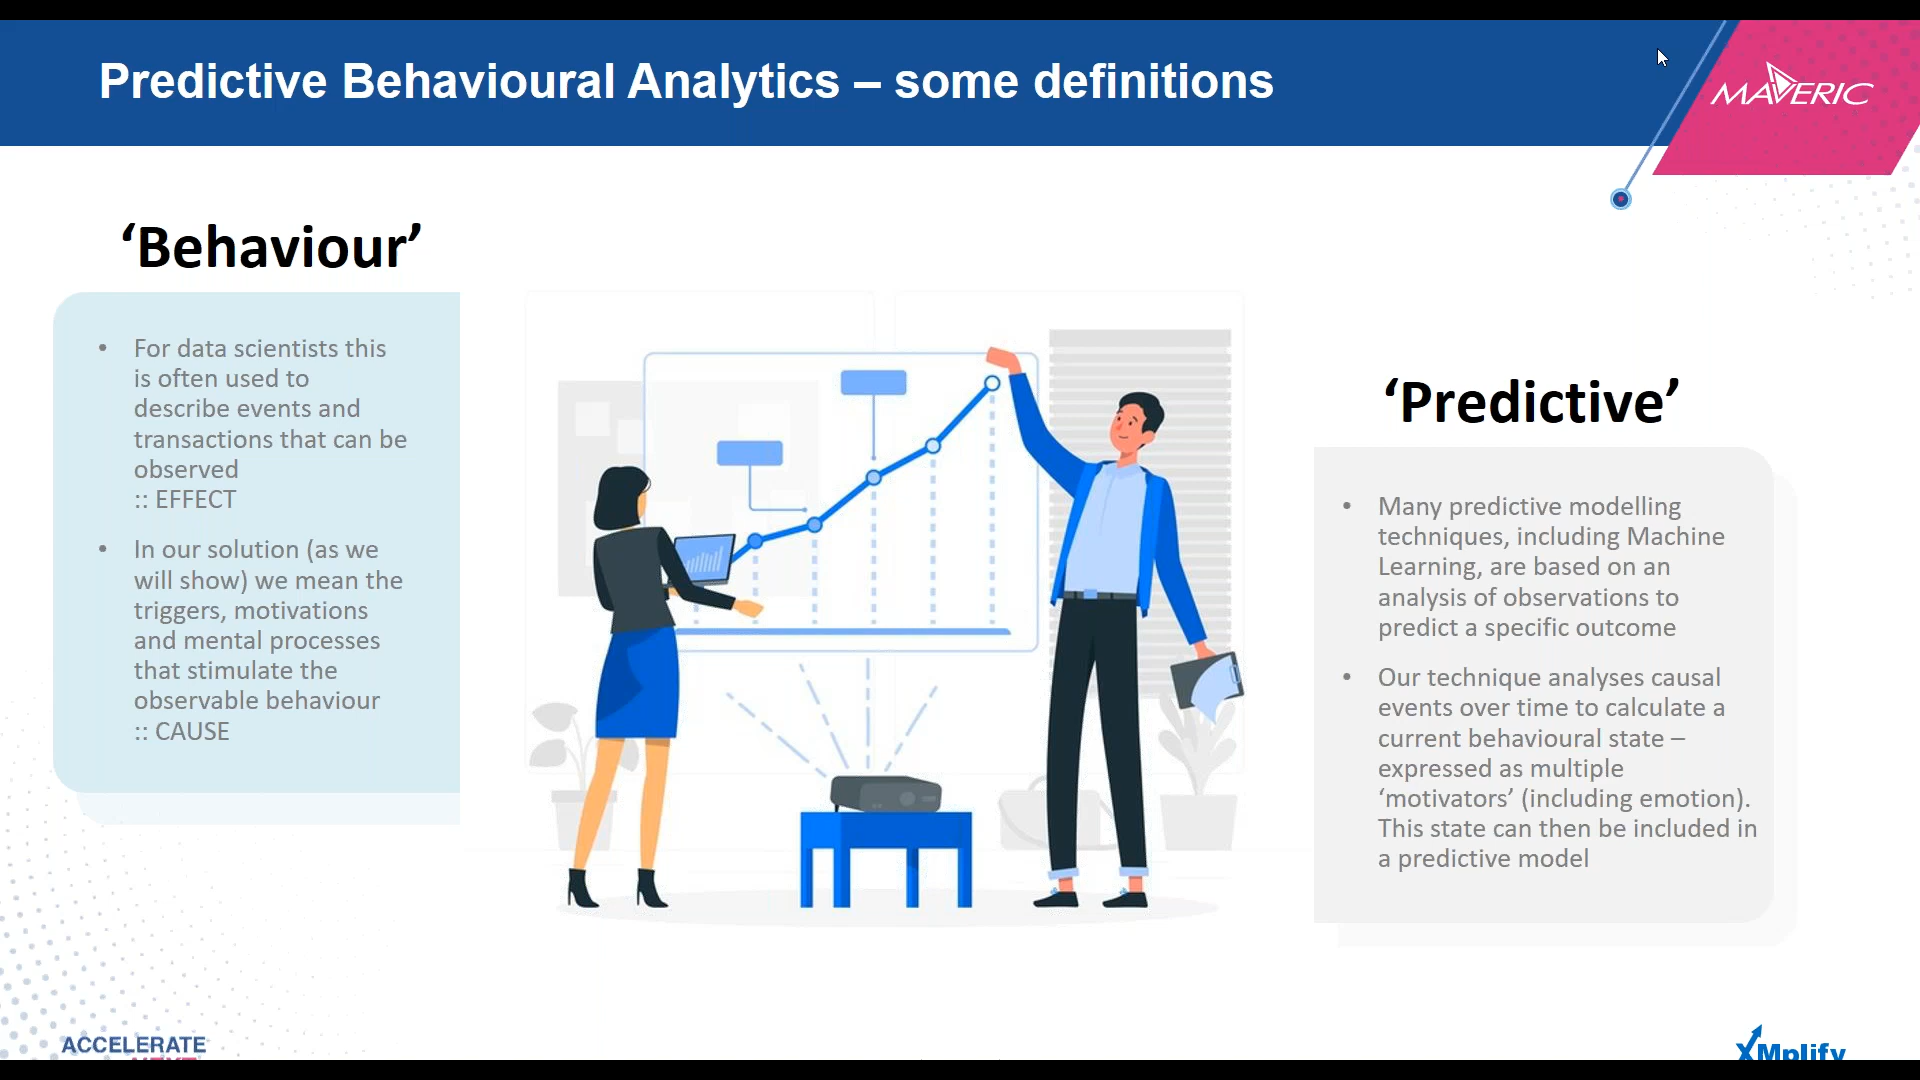 Predictive Behavioural Analytics – some definitions
MAVERIC
‘Behaviour’
• For data scientists this
is often used to
describe events and
transactions that can be
observed
:: EFFECT
• In our solution (as we
will show) we mean the
triggers, motivations
and mental processes
that stimulate the
observable behaviour
:: CAUSE
‘Predictive’
• Many predictive modelling
techniques, including Machine
Learning, are based on an
analysis of observations to
predict a specific outcome
• Our technique analyses causal
events over time to calculate a
current behavioural state –
expressed as multiple
‘motivators’ (including emotion).
This state can then be included in
a predictive model
ACCELERATE
NEXT
XMplify